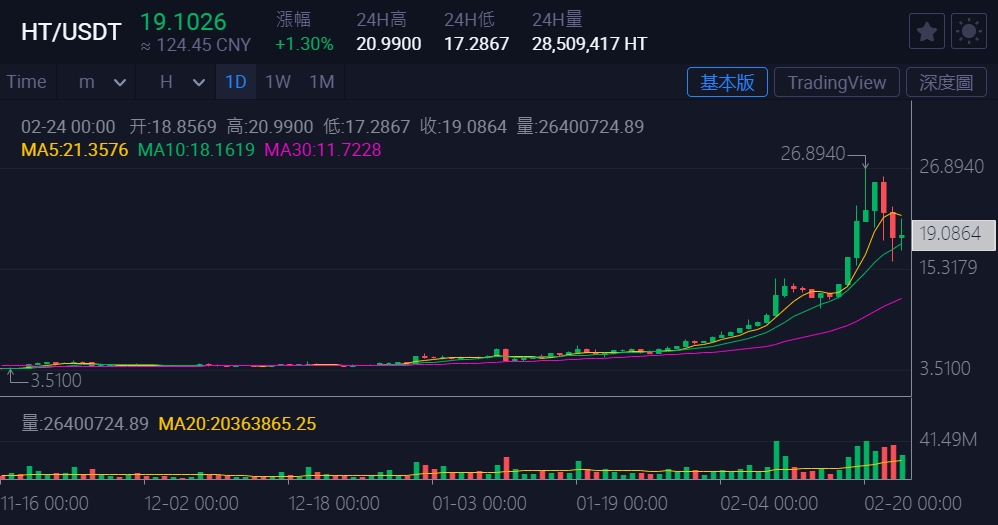 HT/USDT 19.1026 漲幅 24H高 24H低 24H量
≈ 124.45 CNY +1.30% 20.9900 17.2867 28,509,417 HT
Time m H 1D 1W 1M 基本版 TradingView 深度圖
02-24 00:00 开:18.8569 高:20.9900 低:17.2867 收:19.0864 量:26400724.89
MA5:21.3576 MA10:18.1619 MA30:11.7228
26.8940 26.8940
19.0864
15.3179
3.5100
3.5100
量:26400724.89 MA20:20363865.25
41.49M
11-16 00:00 12-02 00:00 12-18 00:00 01-03 00:00 01-19 00:00 02-04 00:00 02-20 00:00